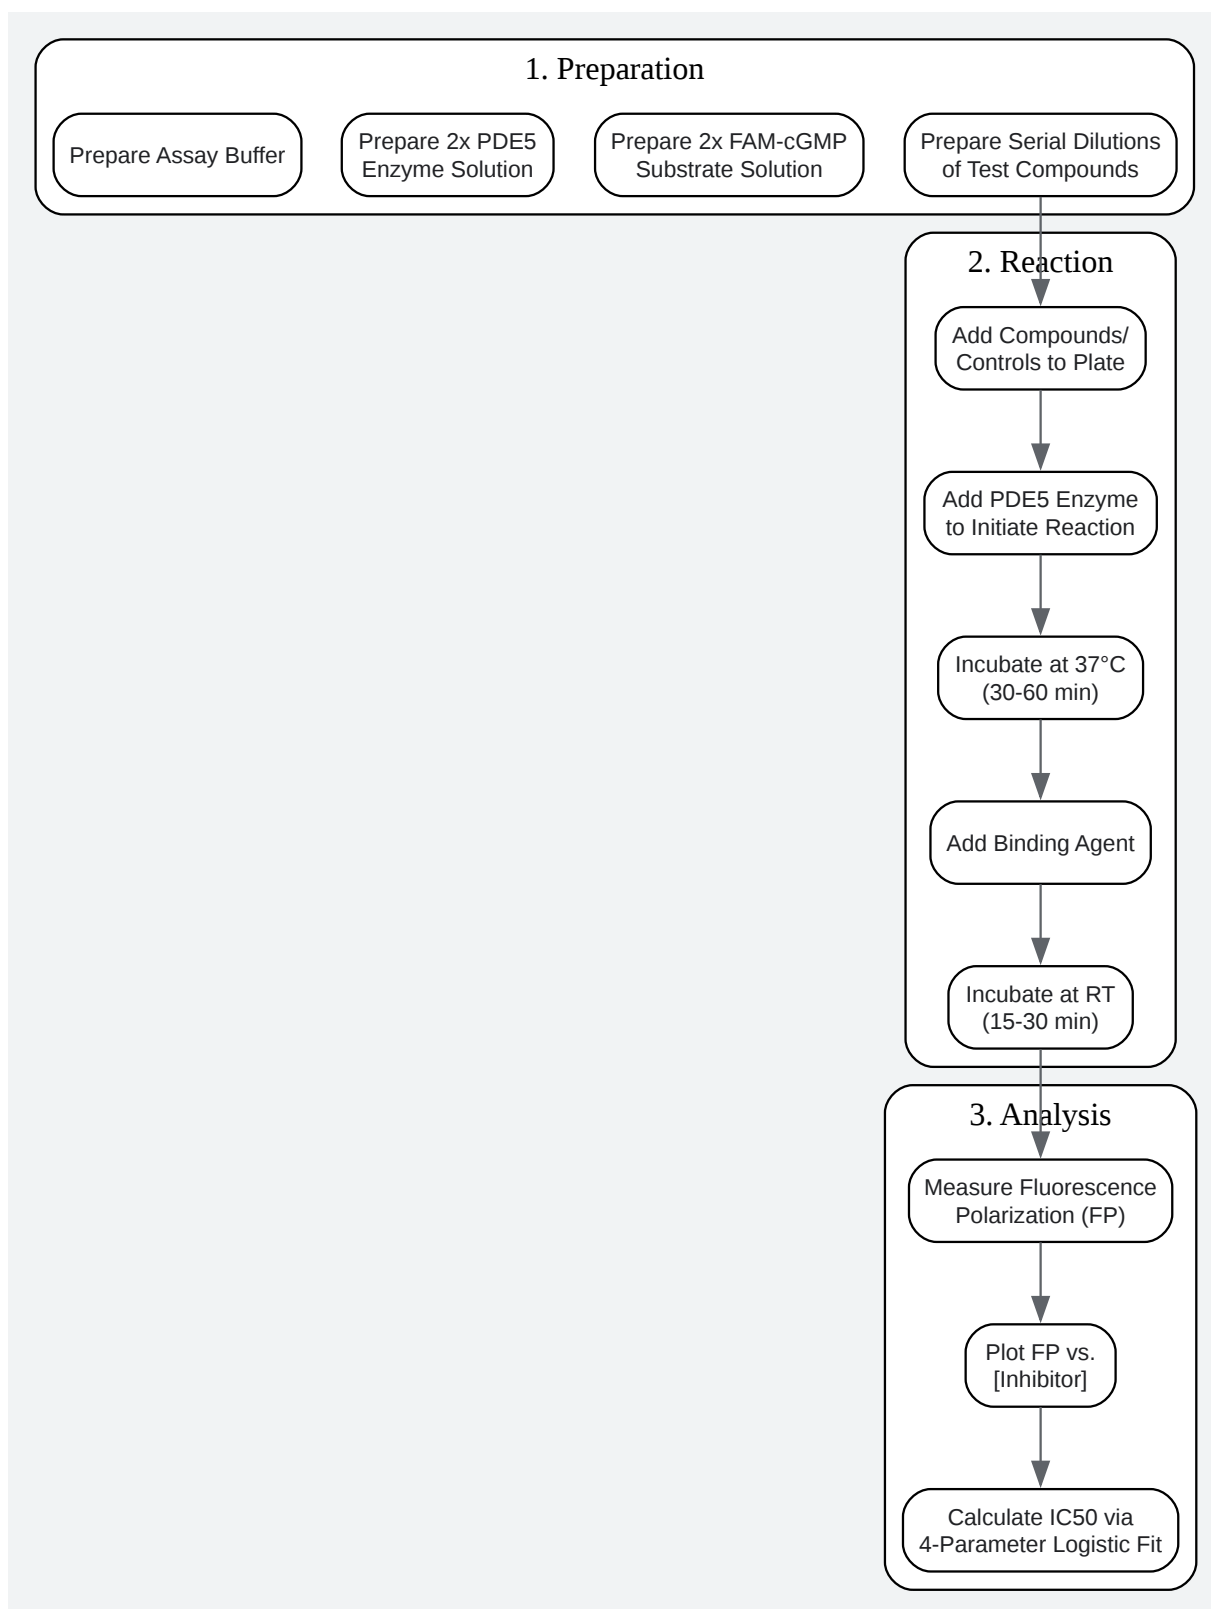 1. Preparation
Prepare Assay Buffer
Prepare 2x PDE5
Enzyme Solution
Prepare 2x FAM-cGMP
Substrate Solution
Prepare Serial Dilutions
of Test Compounds
2. Reaction
Add Compounds/
Controls to Plate
Add PDE5 Enzyme
to Initiate Reaction
Incubate at 37°C
(30-60 min)
Add Binding Agent
Incubate at RT
(15-30 min)
3. Analysis
Measure Fluorescence
Polarization (FP)
Plot FP vs.
[Inhibitor]
Calculate IC50 via
4-Parameter Logistic Fit